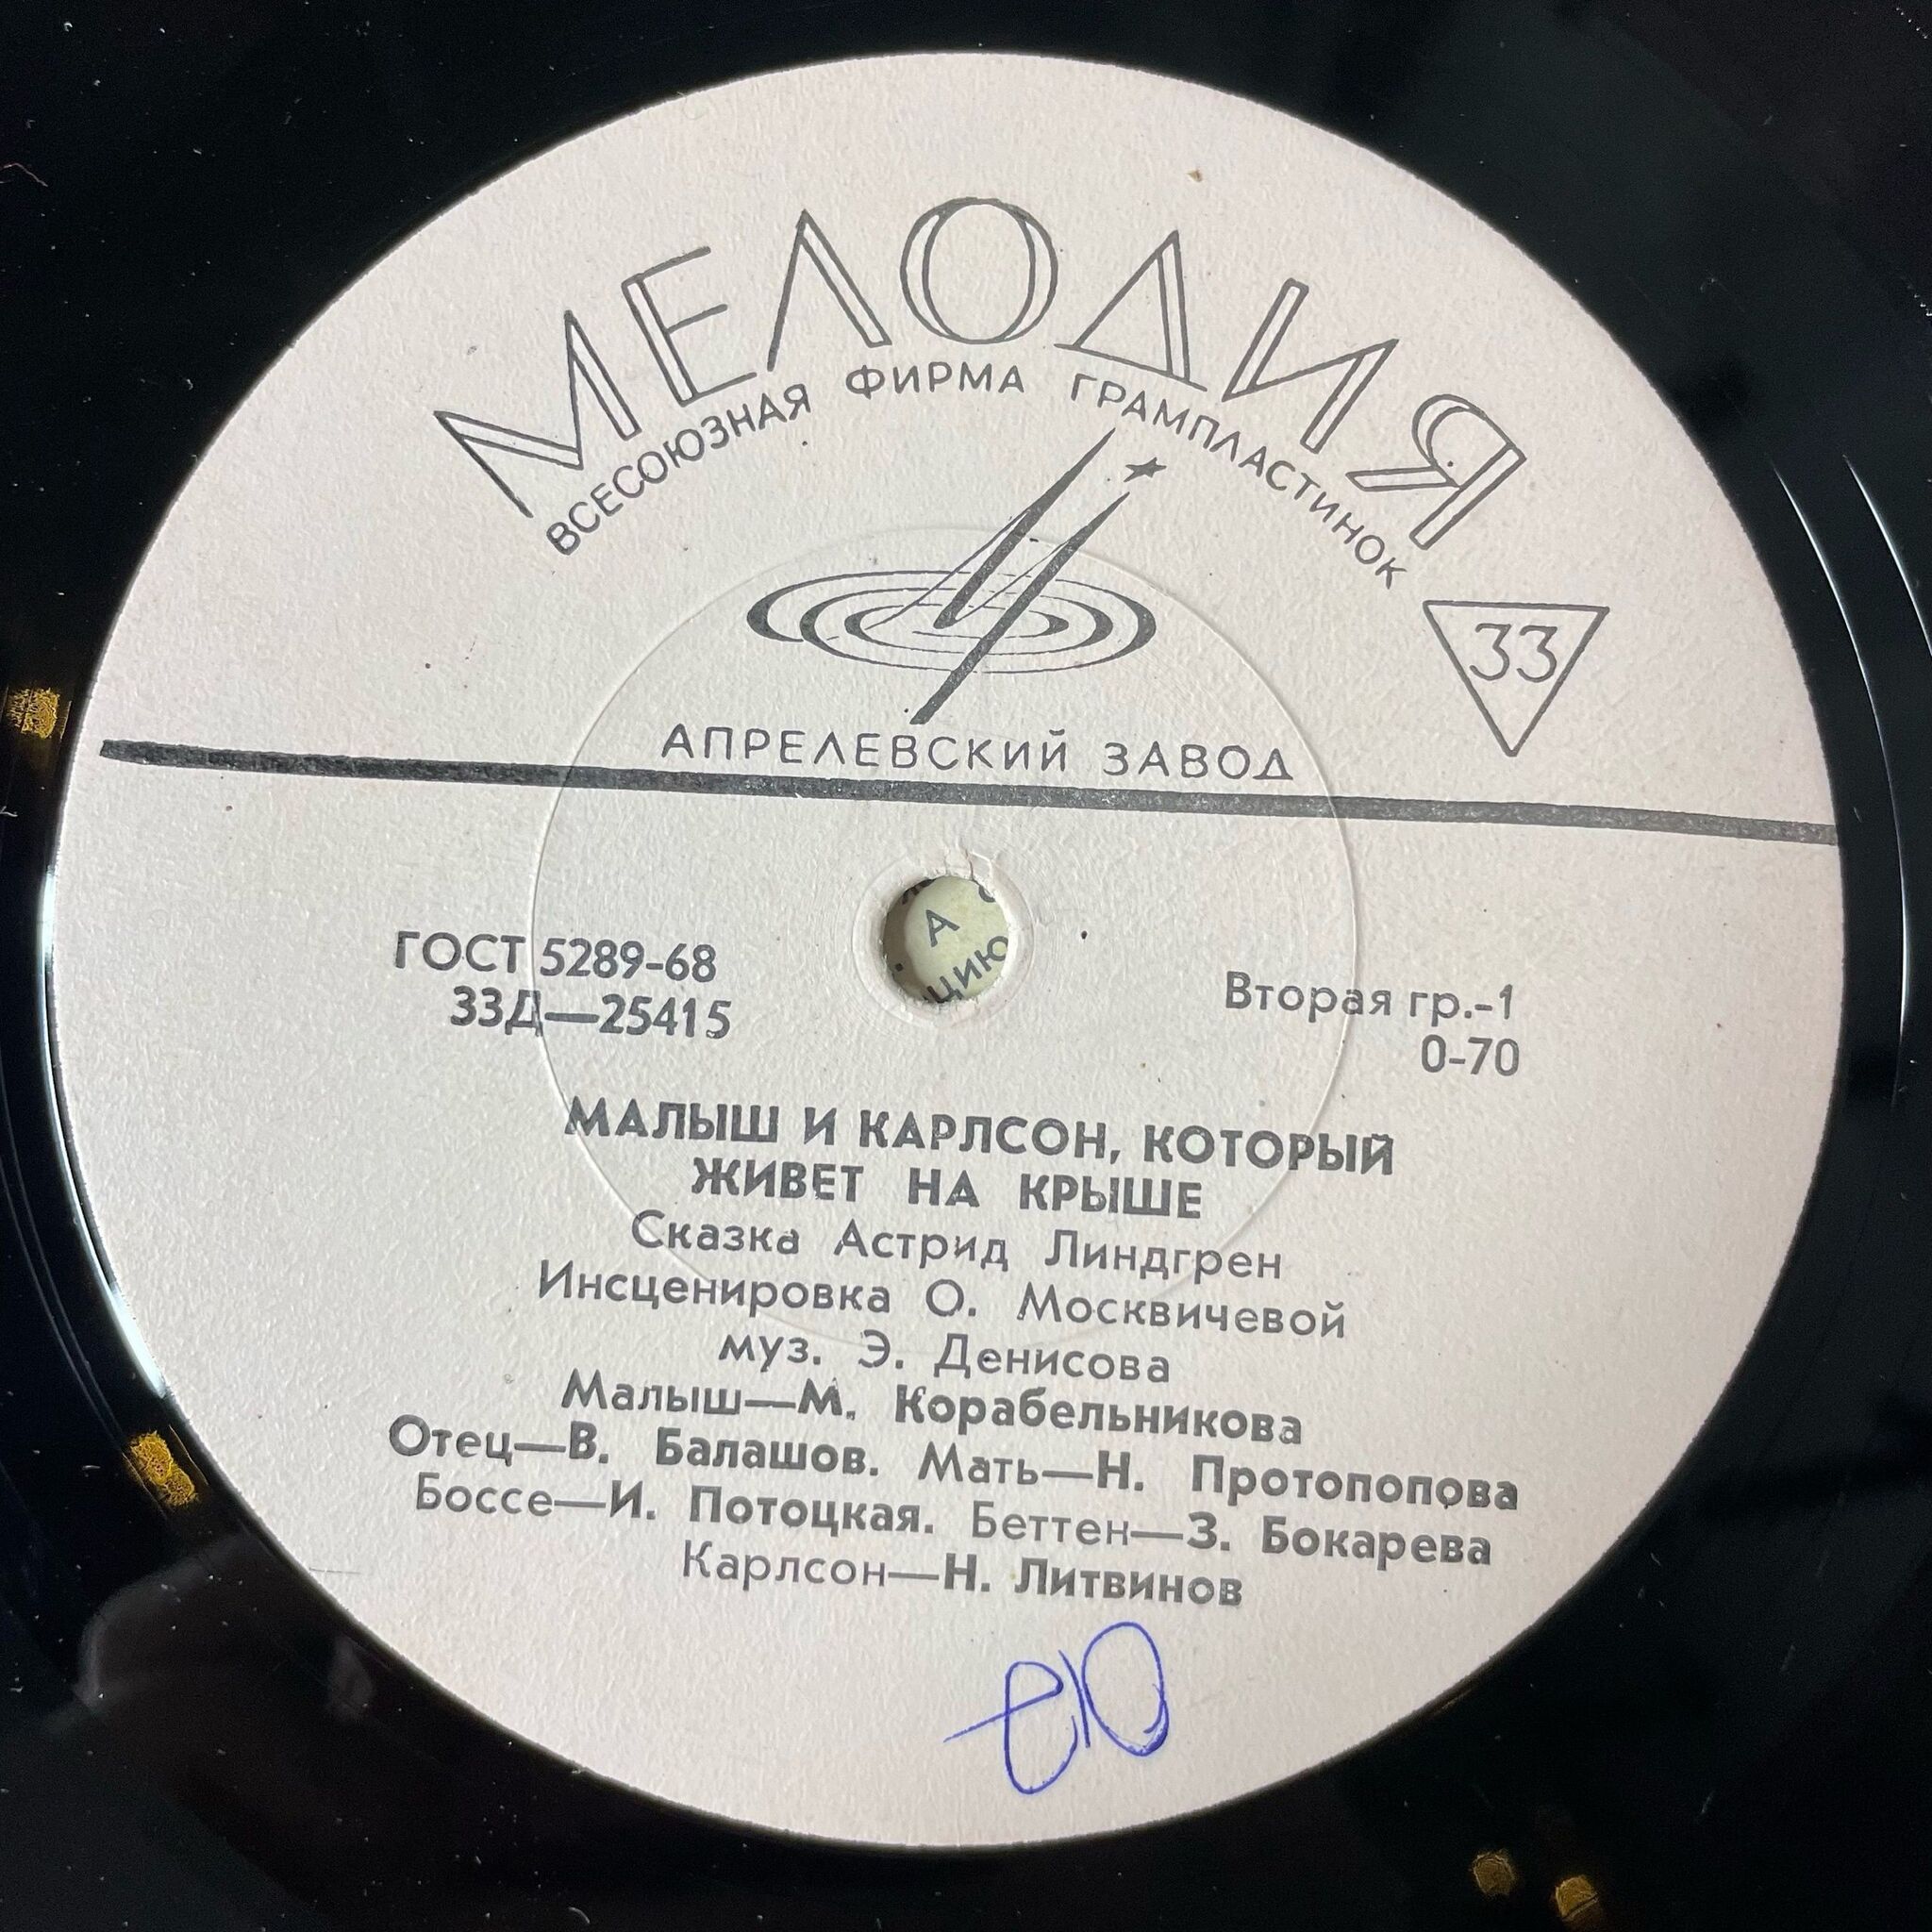 МЕЛОДИЯ
ВСЕСОЮЗНАЯ ФИРМА ГРАМПЛАСТИНОК
33
АПРЕЛЕВСКИЙ ЗАВОД
А
ЦИЮ
ГОСТ 5289-68
33Д—25415
Вторая гр.-1
0-70
МАЛЫШ И КАРЛСОН, КОТОРЫЙ
ЖИВЕТ НА КРЫШЕ
Сказка Астрид Линдгрен
Инсценировка О. Москвичевой
муз. Э. Денисова
Малыш—М. Корабельникова
Отец—В. Балашов. Мать—Н. Протопопова
Боссе—И. Потоцкая. Беттен—З. Бокарева
Карлсон—Н. Литвинов